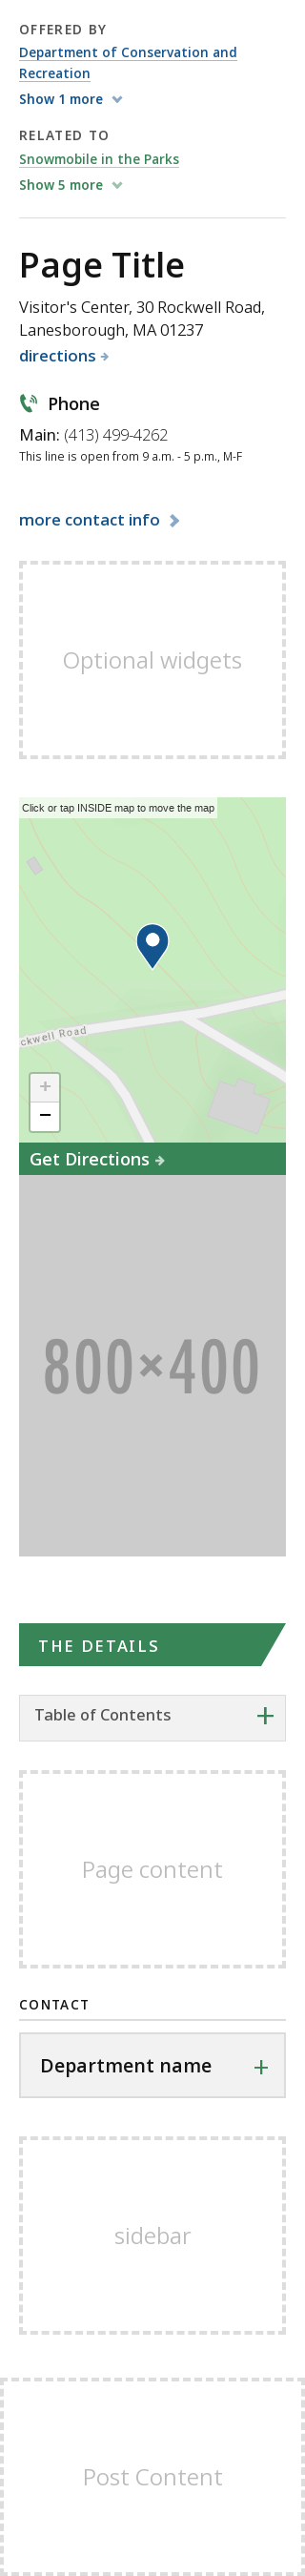 OFFERED BY
Department of Conservation and
Recreation
Show 1 more
RELATED TO
Snowmobile in the Parks
Show 5 more
Page Title
Visitor's Center, 30 Rockwell Road,
Lanesborough, MA 01237
directions
Phone
Main: (413) 499-4262
This line is open from 9 a.m. - 5 p.m., M-F
more contact info
Optional widgets
Click or tap INSIDE map to move the map
ckwell Road
+
−
Get Directions
800×400
THE DETAILS
Table of Contents
Page content
CONTACT
Department name
sidebar
Post Content